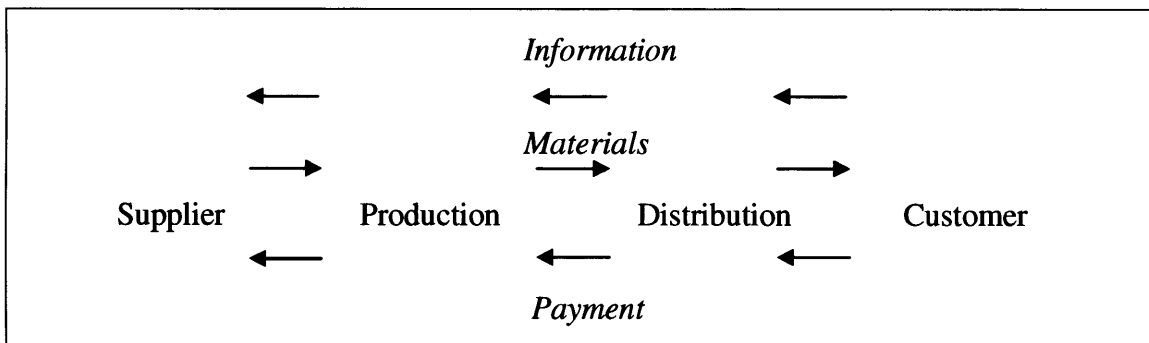 Information
Materials
Supplier Production Distribution Customer
Payment